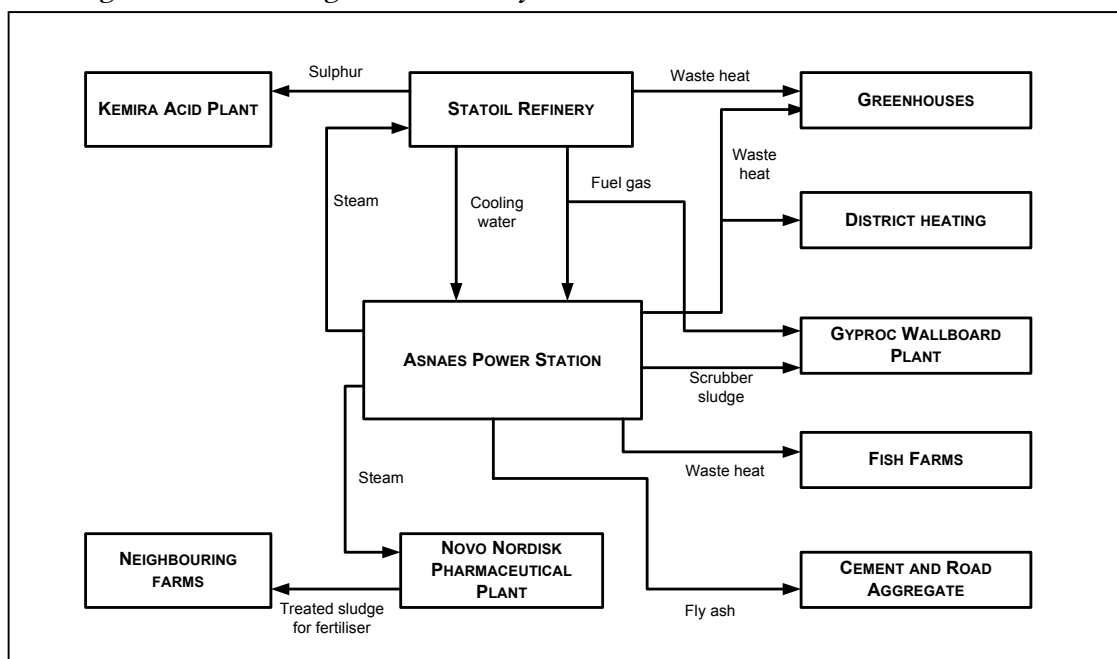 Sulphur
Waste heat
KEMIRA ACID PLANT
STATOIL REFINERY
GREENHOUSES
Waste
heat
Fuel gas
Steam
Cooling
water
DISTRICT HEATING
GYPROC WALLBOARD
PLANT
ASNAES POWER STATION
Scrubber
sludge
FISH FARMS
Waste heat
Steam
NEIGHBOURING
FARMS
NOVO NORDISK
PHARMACEUTICAL
PLANT
CEMENT AND ROAD
AGGREGATE
Treated sludge
for fertiliser
Fly ash